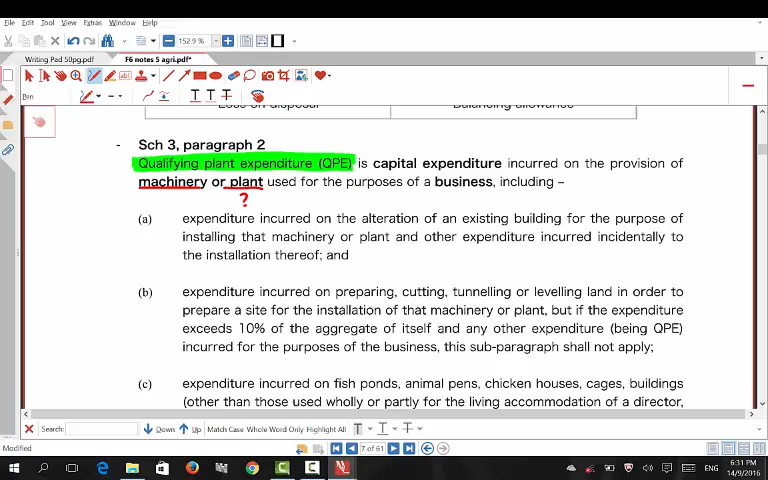 File Edit Tool View Extras Window Help
152.9 %
Writing Pad 50pg.pdf F6 notes 5 agri.pdf*
Pen
Loss on disposal Balancing allowance
- Sch 3, paragraph 2
Qualifying plant expenditure (QPE) is capital expenditure incurred on the provision of
machinery or plant used for the purposes of a business, including –
?
(a) expenditure incurred on the alteration of an existing building for the purpose of
installing that machinery or plant and other expenditure incurred incidentally to
the installation thereof; and
(b) expenditure incurred on preparing, cutting, tunnelling or levelling land in order to
prepare a site for the installation of that machinery or plant, but if the expenditure
exceeds 10% of the aggregate of itself and any other expenditure (being QPE)
incurred for the purposes of the business, this sub-paragraph shall not apply;
(c) expenditure incurred on fish ponds, animal pens, chicken houses, cages, buildings
(other than those used wholly or partly for the living accommodation of a director,
Search: Down Up Match Case Whole Word Only Highlight All T T T
Modified 7 of 61
ENG 6:31 PM
14/9/2016